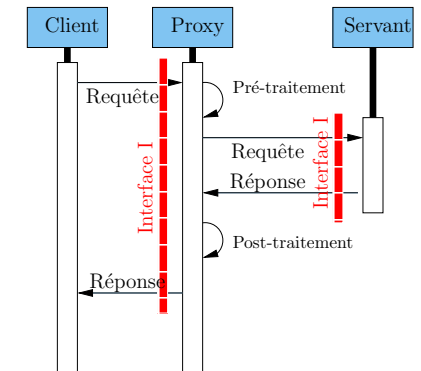 Client
Proxy
Servant
Pré-traitement
Requête
Interface I
Requête
Interface I
Réponse
Post-traitement
Réponse